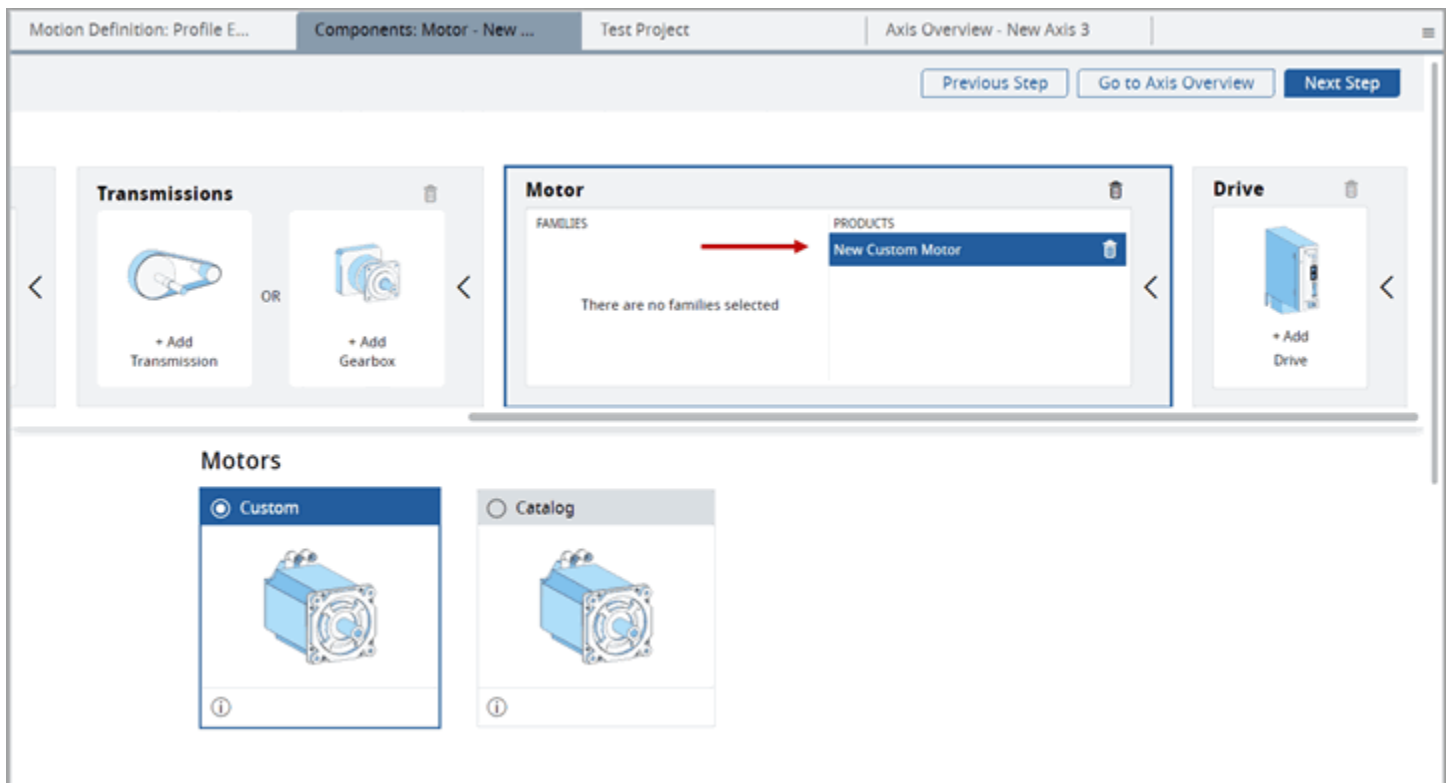 Motion Definition: Profile E...
Components: Motor - New ...
Test Project
Axis Overview - New Axis 3
Previous Step
Go to Axis Overview
Next Step
Transmissions
+ Add
Transmission
OR
+ Add
Gearbox
Motor
FAMILIES
There are no families selected
PRODUCTS
New Custom Motor
Drive
+ Add
Drive
Motors
Custom
Catalog